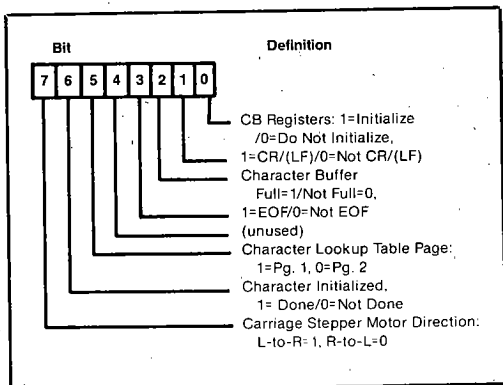 Bit Definition
7 6 5 4 3 2 1 0
CB Registers: 1=Initialize
/0=Do Not Initialize,
1=CR/(LF)/0=Not CR/(LF)
Character Buffer
Full=1/Not Full=0,
1=EOF/0=Not EOF
(unused)
Character Lookup Table Page:
1=Pg. 1, 0=Pg. 2
Character Initialized,
1= Done/0=Not Done
Carriage Stepper Motor Direction:
L-to-R=1, R-to-L=0